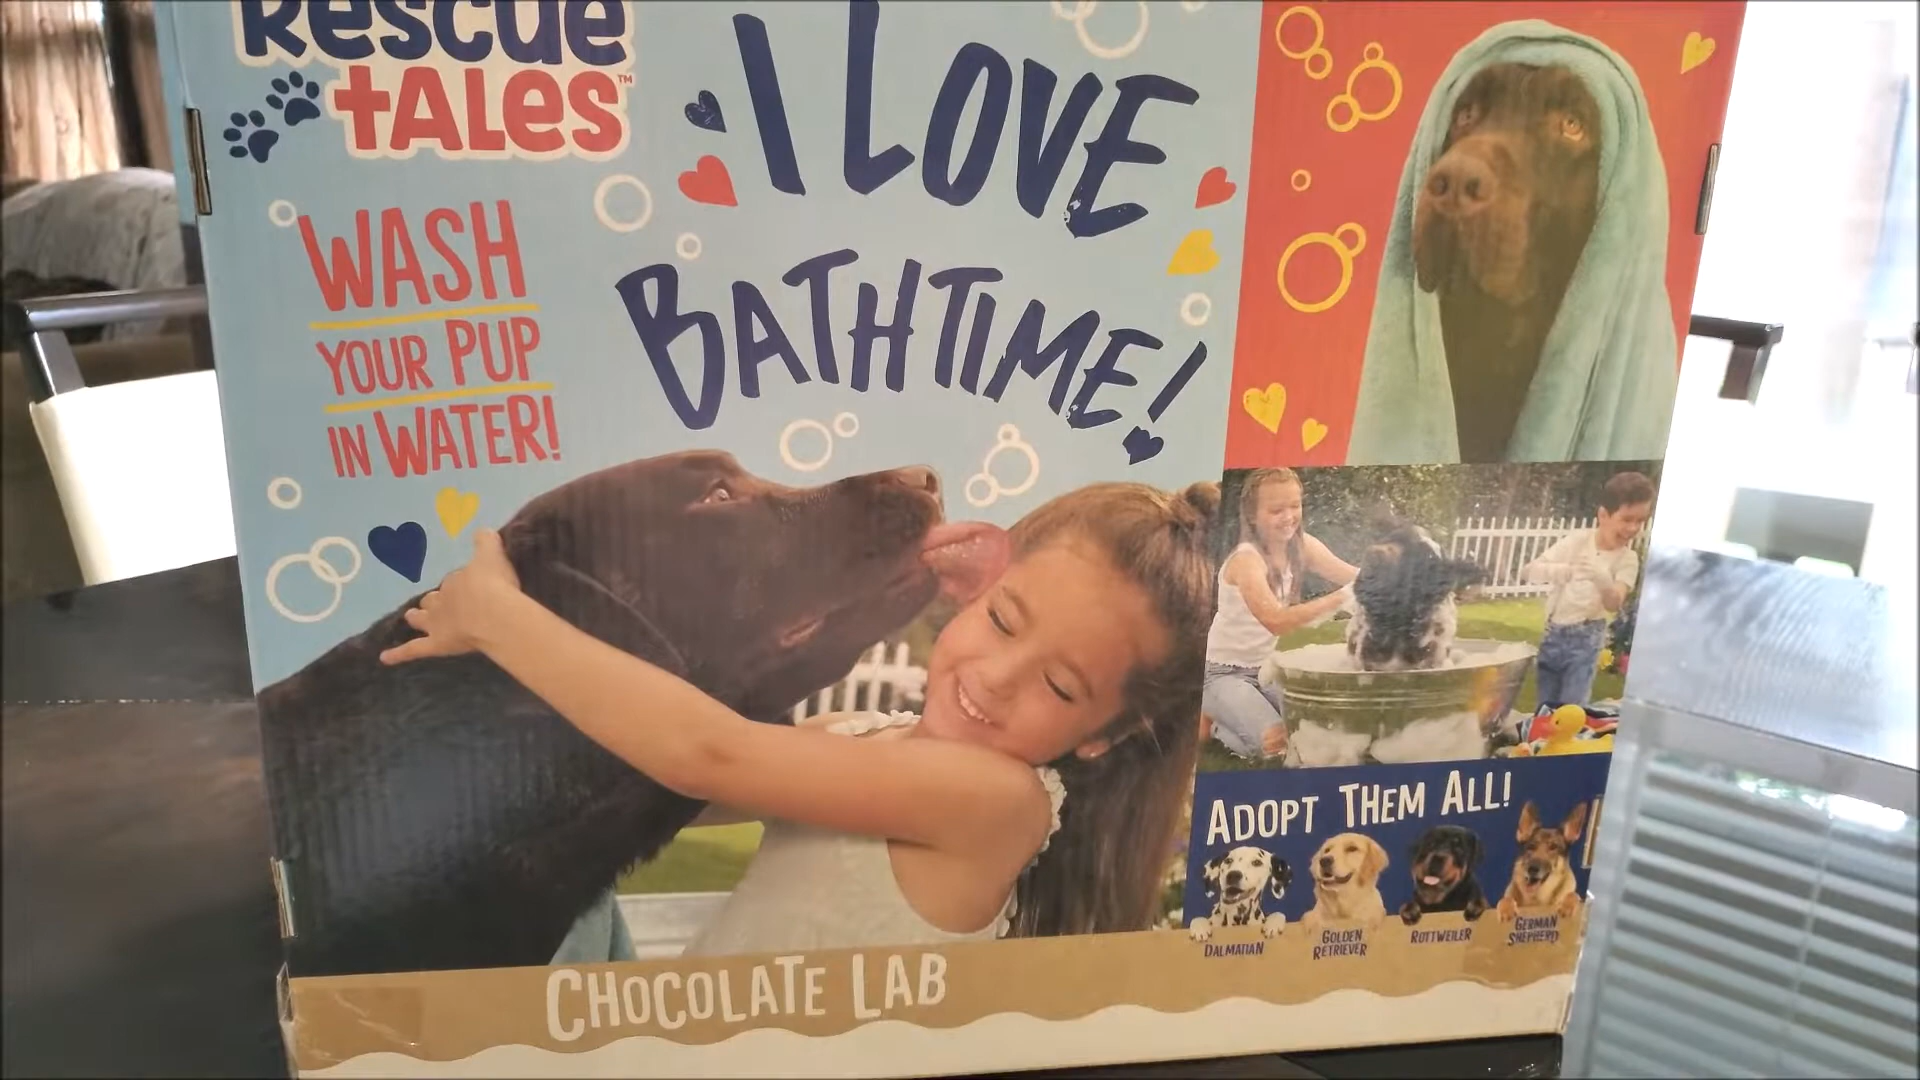 Rescue
tALes™
I LOVE
BATHTIME!
WASH
YOUR PUP
IN WATER!
ADOPT THEM ALL!
DALMATIAN
GOLDEN
RETRIEVER
ROTTWEILER
GERMAN
SHEPHERD
CHOCOLATE LAB